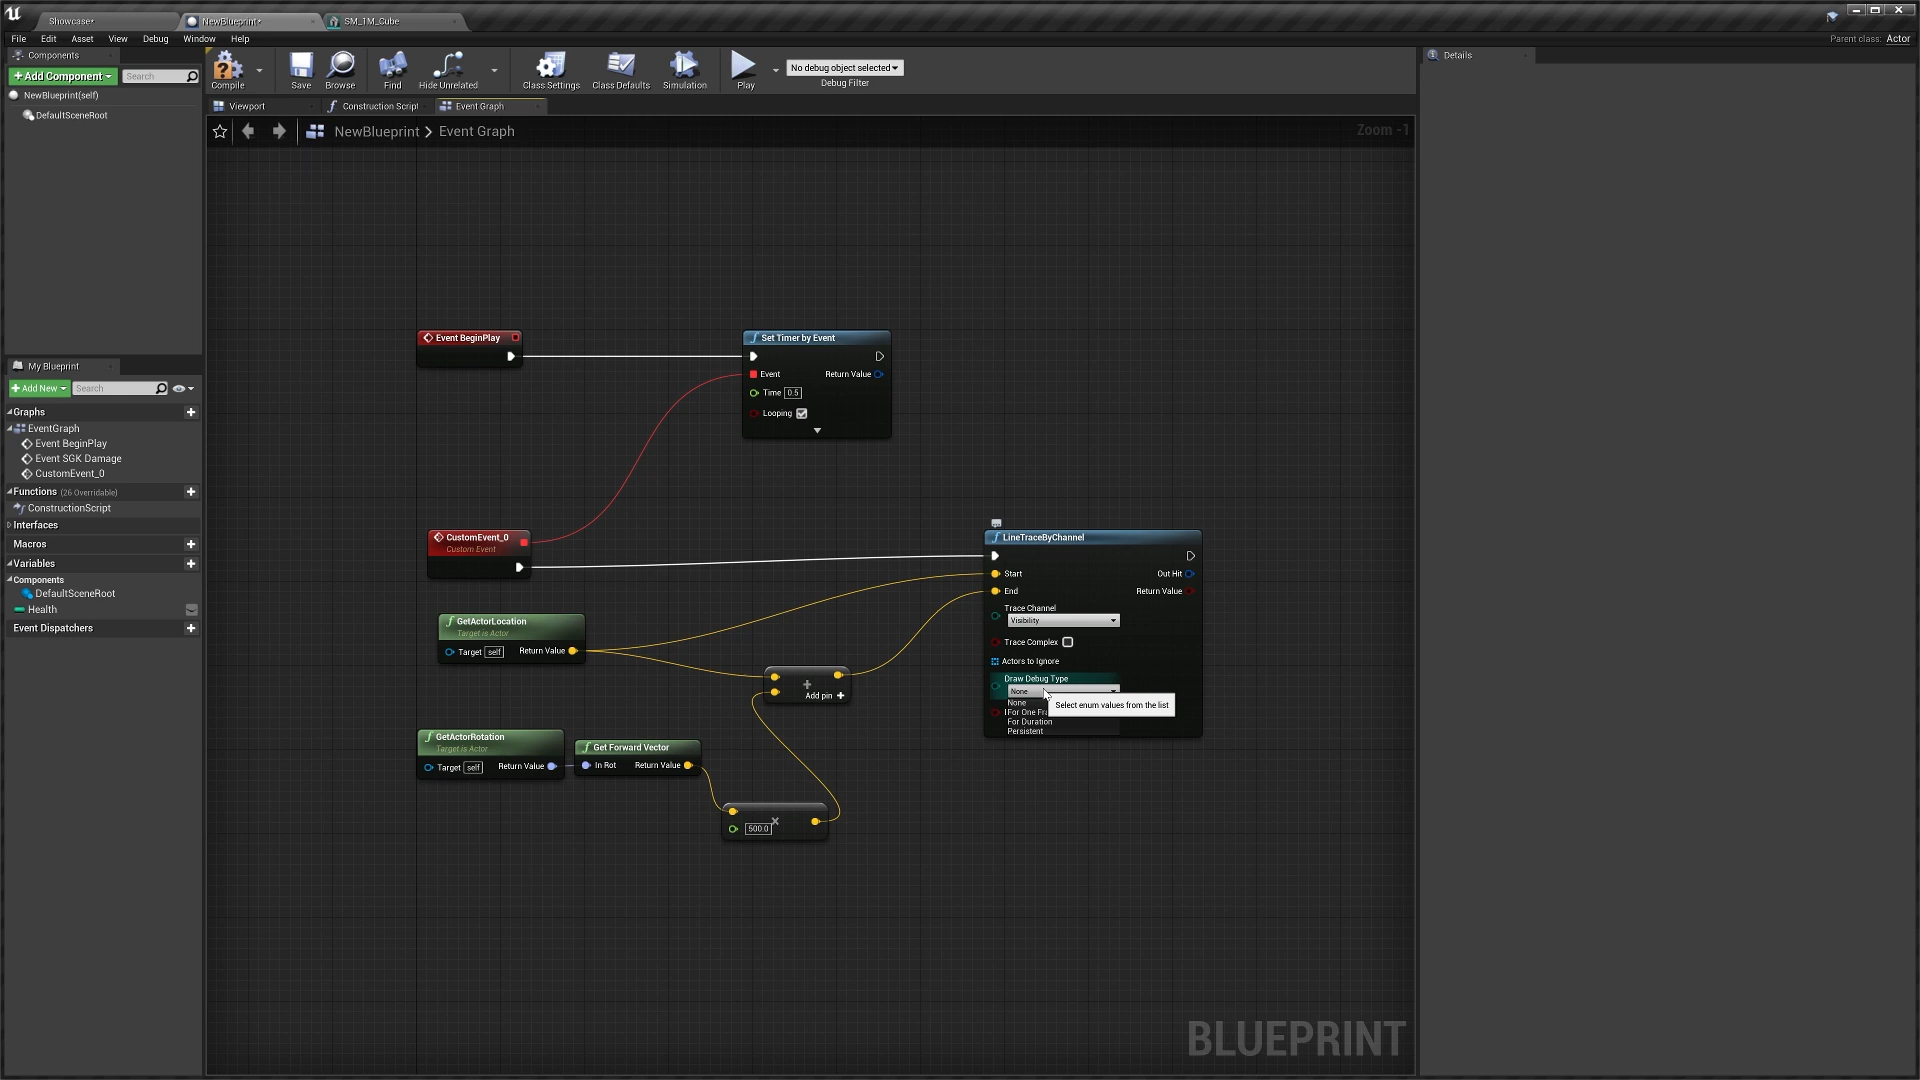 Showcase*
NewBlueprint*
SM_1M_Cube
File Edit Asset View Debug Window Help
Parent class: Actor
Components
Add Component
Search
NewBlueprint(self)
DefaultSceneRoot
Compile
Save
Browse
Find
Hide Unrelated
Class Settings
Class Defaults
Simulation
Play
No debug object selected
Debug Filter
Details
Viewport
Construction Script
Event Graph
NewBlueprint > Event Graph
Zoom -1
My Blueprint
Add New
Search
Graphs
EventGraph
Event BeginPlay
Event SGK Damage
CustomEvent_0
Functions (26 Overridable)
ConstructionScript
Interfaces
Macros
Variables
Components
DefaultSceneRoot
Health
Event Dispatchers
Event BeginPlay
Set Timer by Event
Event
Return Value
Time 0.5
Looping
CustomEvent_0
Custom Event
GetActorLocation
Target is Actor
Target self
Return Value
Add pin
GetActorRotation
Target is Actor
Target self
Return Value
Get Forward Vector
In Rot
Return Value
500.0
LineTraceByChannel
Start
Out Hit
End
Return Value
Trace Channel
Visibility
Trace Complex
Actors to Ignore
Draw Debug Type
None
None
For One Fra
For Duration
Persistent
Select enum values from the list
BLUEPRINT